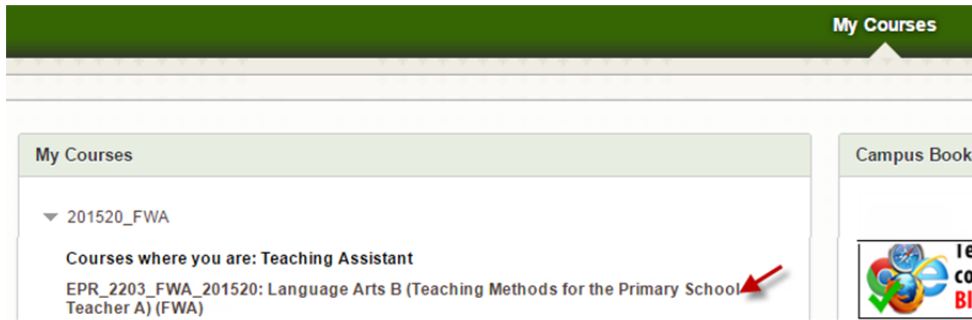 My Courses
My Courses
201520_FWA
Courses where you are: Teaching Assistant
EPR_2203_FWA_201520: Language Arts B (Teaching Methods for the Primary School
Teacher A) (FWA)
Campus Book